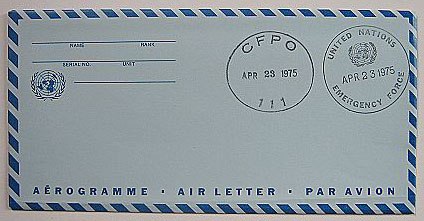 NAME RANK
SERIAL NO. UNIT
CFPO
APR 23 1975
111
UNITED NATIONS
APR 23 1975
EMERGENCY FORCE
AÉROGRAMME · AIR LETTER · PAR AVION